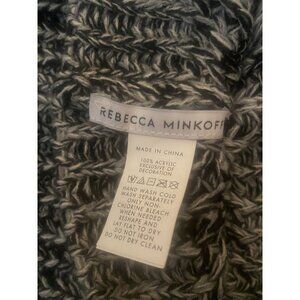 REBECCA MINKOFF
MADE IN CHINA
100% ACRYLIC
EXCLUSIVE
OF DECORATION
HAND WASH COLD
WASH SEPARATELY
ONLY NON-
CHLORINE BLEACH
WHEN NEEDED
RESHAPE AND
LAY FLAT TO DRY
DO NOT IRON
DO NOT DRY CLEAN